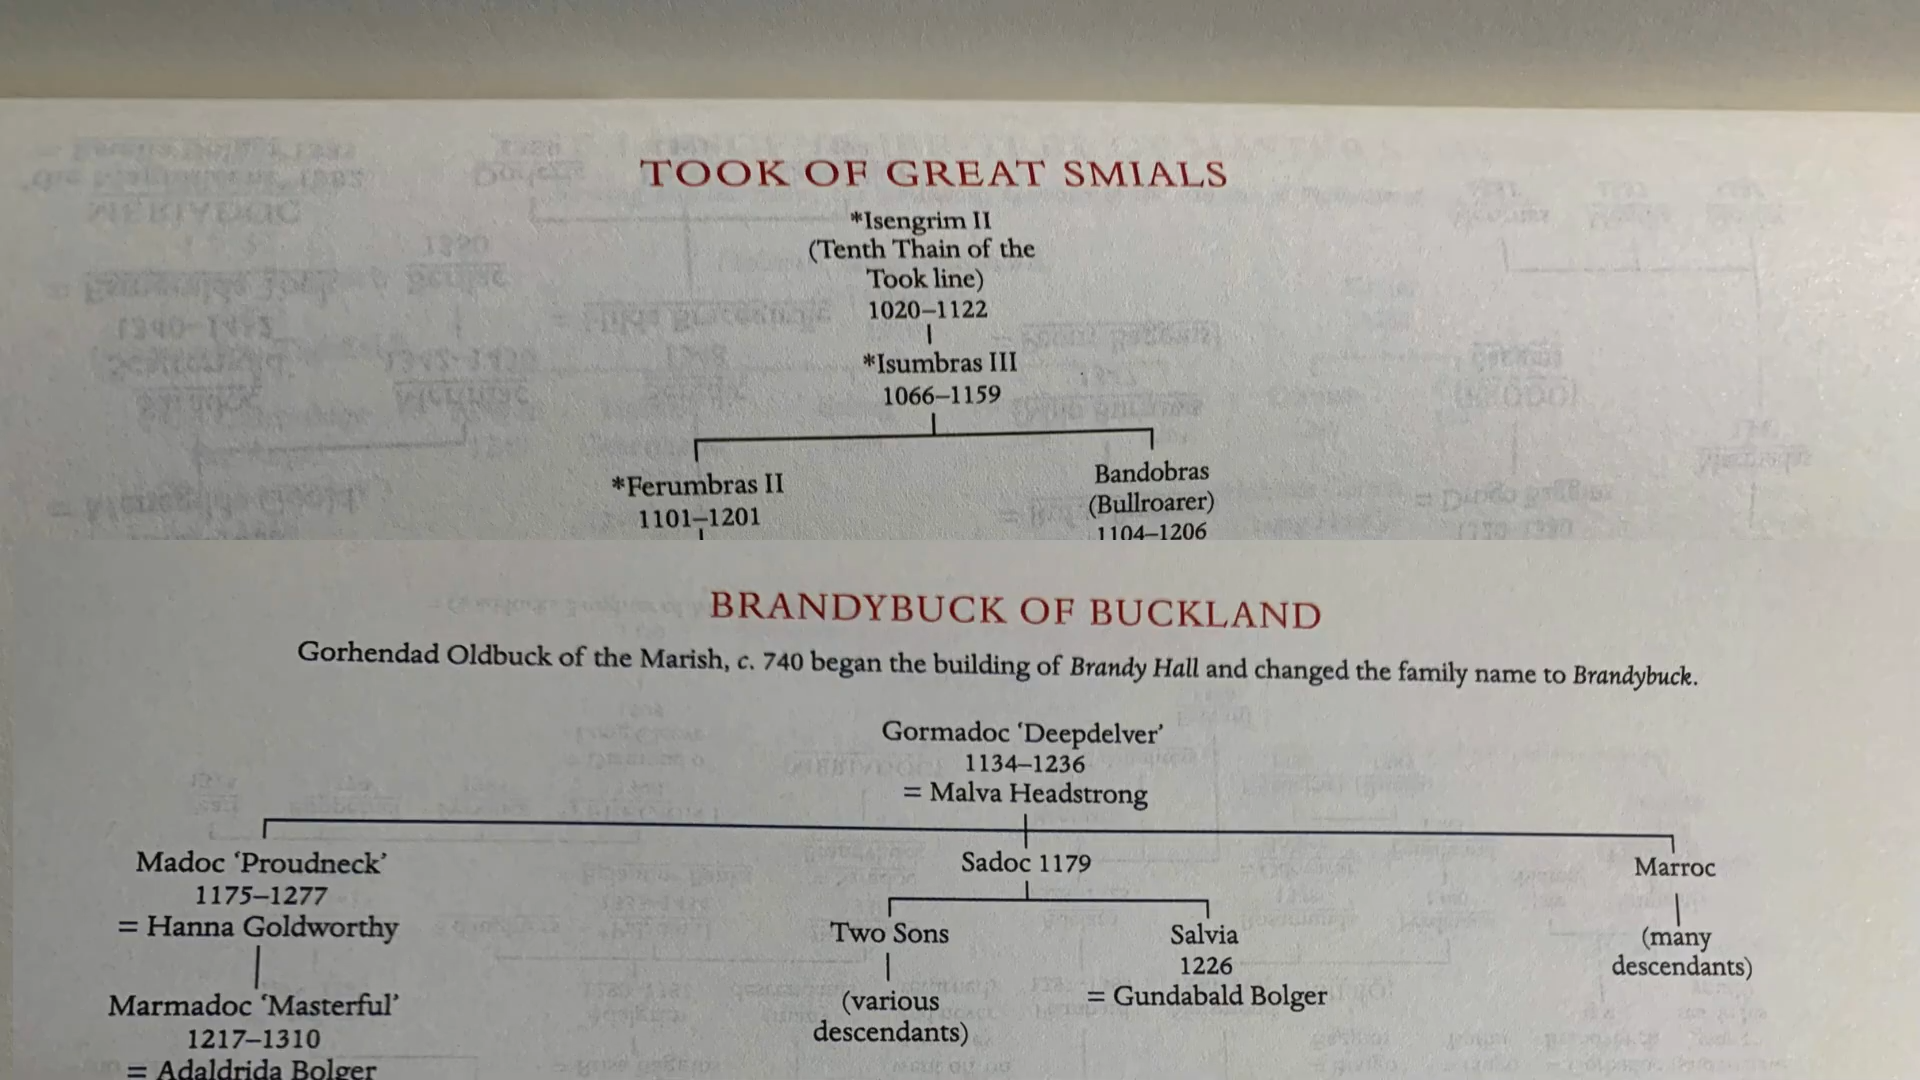 TOOK OF GREAT SMIALS
*Isengrim II
(Tenth Thain of the
Took line)
1020–1122
*Isumbras III
1066–1159
*Ferumbras II
1101–1201
Bandobras
(Bullroarer)
1104–1206
BRANDYBUCK OF BUCKLAND
Gorhendad Oldbuck of the Marish, c. 740 began the building of Brandy Hall and changed the family name to Brandybuck.
Gormadoc ‘Deepdelver’
1134–1236
= Malva Headstrong
Madoc ‘Proudneck’
1175–1277
= Hanna Goldworthy
Marmadoc ‘Masterful’
1217–1310
= Adaldrida Bolger
Sadoc 1179
Two Sons
(various
descendants)
Salvia
1226
= Gundabald Bolger
Marroc
(many
descendants)